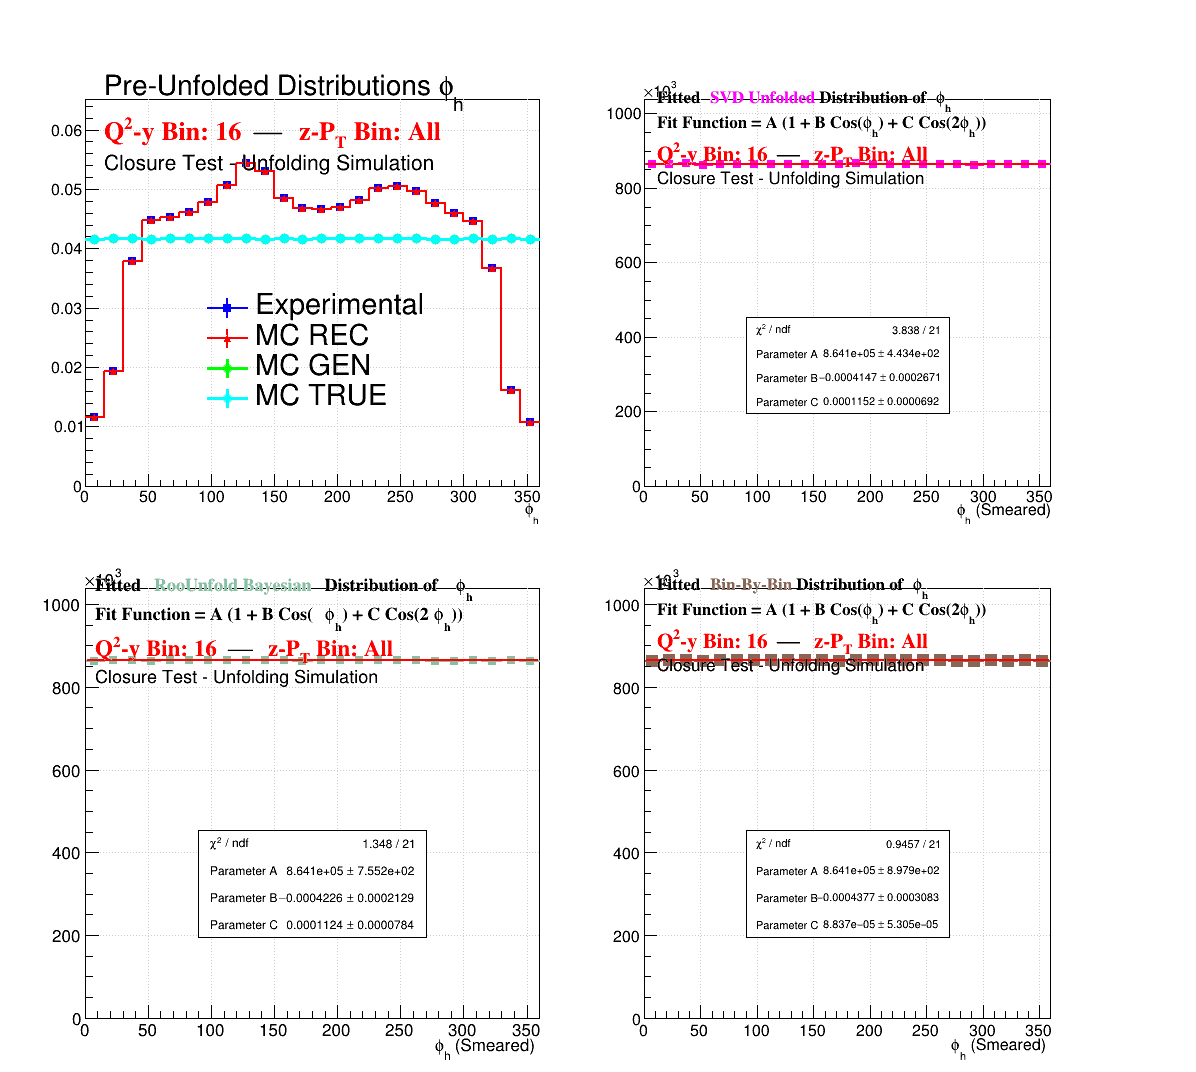 Pre-Unfolded Distributions ϕh
Q²-y Bin: 16 — z-PT Bin: All
Closure Test - Unfolding Simulation
0.06
0.05
0.04
0.03
0.02
0.01
0
Experimental
MC REC
MC GEN
MC TRUE
0 50 100 150 200 250 300 350
ϕh
×10³
Fitted SVD Unfolded Distribution of ϕh
Fit Function = A (1 + B Cos(ϕh) + C Cos(2ϕh))
Q²-y Bin: 16 — z-PT Bin: All
Closure Test - Unfolding Simulation
1000
800
600
400
200
0
χ² / ndf 3.838 / 21
Parameter A 8.641e+05 ± 4.434e+02
Parameter B −0.0004147 ± 0.0002671
Parameter C 0.0001152 ± 0.0000692
0 50 100 150 200 250 300 350
ϕh (Smeared)
×10³
Fitted RooUnfold Bayesian Distribution of ϕh
Fit Function = A (1 + B Cos( ϕh) + C Cos(2 ϕh))
Q²-y Bin: 16 — z-PT Bin: All
Closure Test - Unfolding Simulation
1000
800
600
400
200
0
χ² / ndf 1.348 / 21
Parameter A 8.641e+05 ± 7.552e+02
Parameter B −0.0004226 ± 0.0002129
Parameter C 0.0001124 ± 0.0000784
0 50 100 150 200 250 300 350
ϕh (Smeared)
×10³
Fitted Bin-By-Bin Distribution of ϕh
Fit Function = A (1 + B Cos(ϕh) + C Cos(2ϕh))
Q²-y Bin: 16 — z-PT Bin: All
Closure Test - Unfolding Simulation
1000
800
600
400
200
0
χ² / ndf 0.9457 / 21
Parameter A 8.641e+05 ± 8.979e+02
Parameter B −0.0004377 ± 0.0003083
Parameter C 8.837e−05 ± 5.305e−05
0 50 100 150 200 250 300 350
ϕh (Smeared)